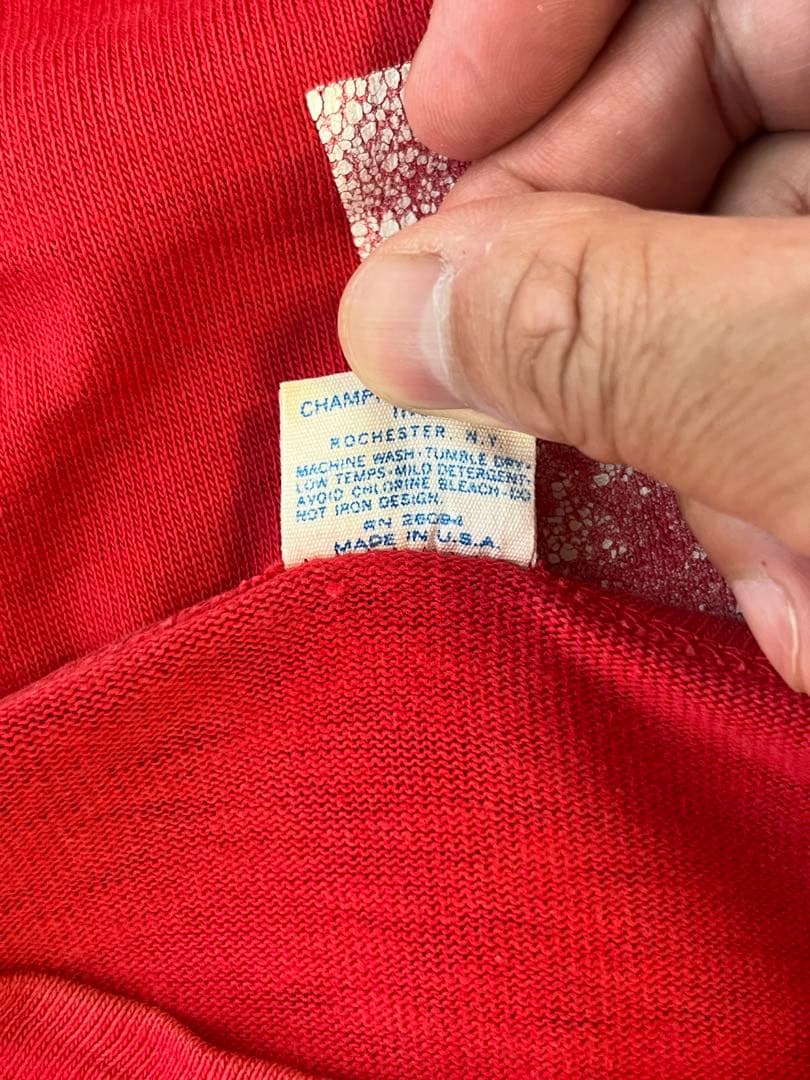 CHAMP
ROCHESTER, N.Y.
MACHINE WASH·TUMBLE DRY·
LOW TEMPS·MILD DETERGENT·
AVOID CHLORINE BLEACH·DO
NOT IRON DESIGN.
RN 26094
MADE IN U.S.A.